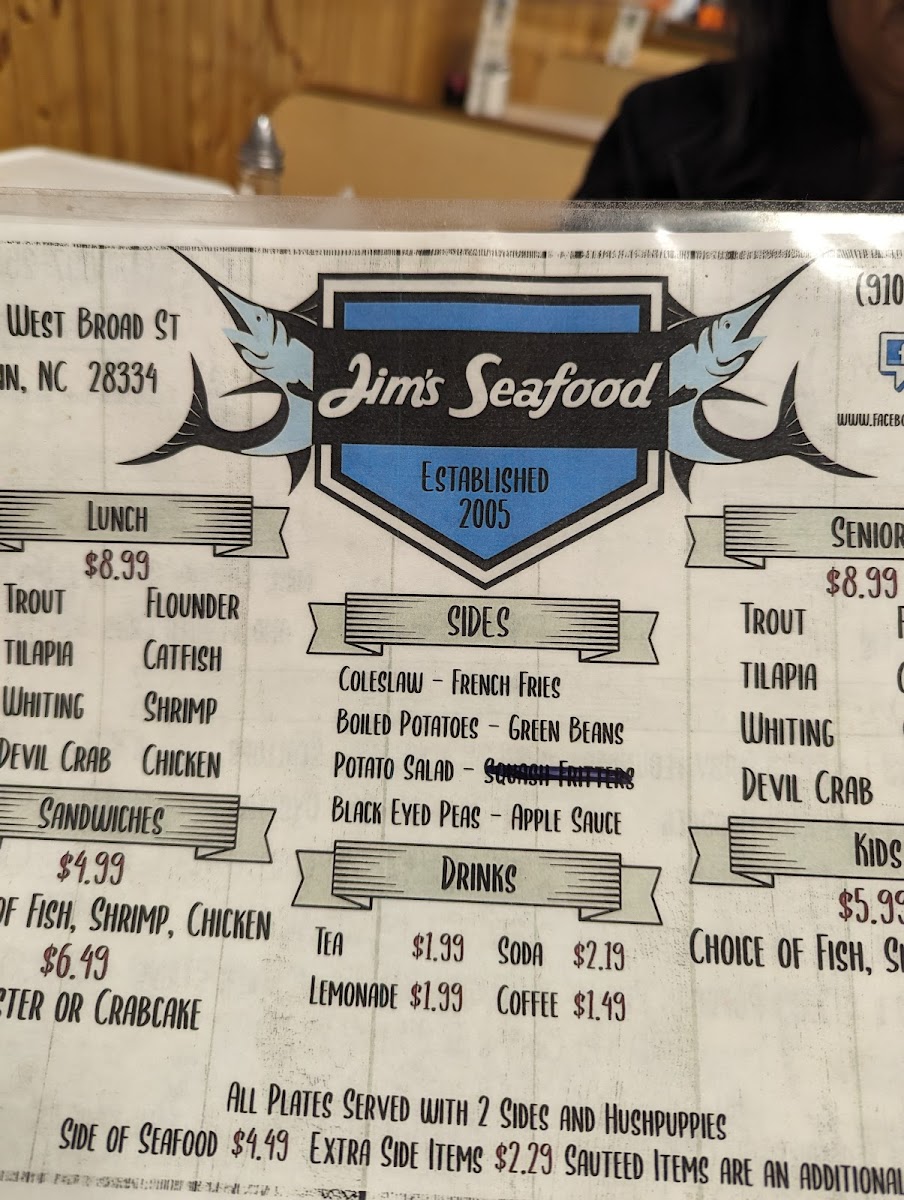 West Broad St
NC 28334
(910
Jim's Seafood
Established
2005
Lunch
$8.99
Trout Flounder
Tilapia Catfish
Whiting Shrimp
Devil Crab Chicken
Sandwiches
$4.99
of Fish, Shrimp, Chicken
$6.49
or Crabcake
Sides
Coleslaw - French Fries
Boiled Potatoes - Green Beans
Potato Salad - Squash Fritters
Black Eyed Peas - Apple Sauce
Drinks
Tea $1.99 Soda $2.19
Lemonade $1.99 Coffee $1.49
Senior
$8.99
Trout
Tilapia
Whiting
Devil Crab
Kids
$5.99
Choice of Fish,
All Plates Served with 2 Sides and Hushpuppies
Side of Seafood $4.49 Extra Side Items $2.29 Sauteed Items are an additional